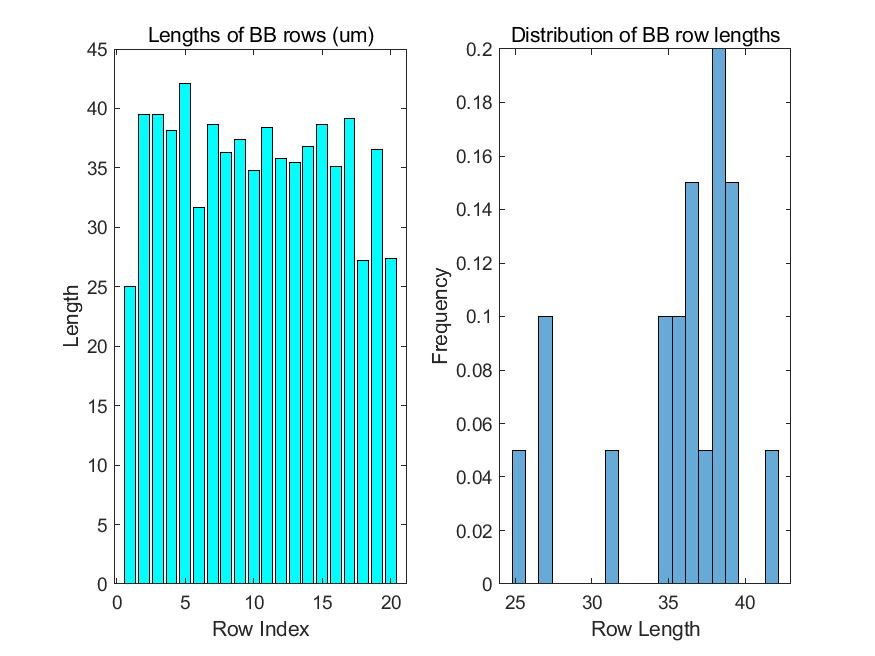 Lengths of BB rows (um)
45
40
35
30
25
20
15
10
5
0
Length
0 5 10 15 20
Row Index
Distribution of BB row lengths
0.2
0.18
0.16
0.14
0.12
0.1
0.08
0.06
0.04
0.02
0
Frequency
25 30 35 40
Row Length